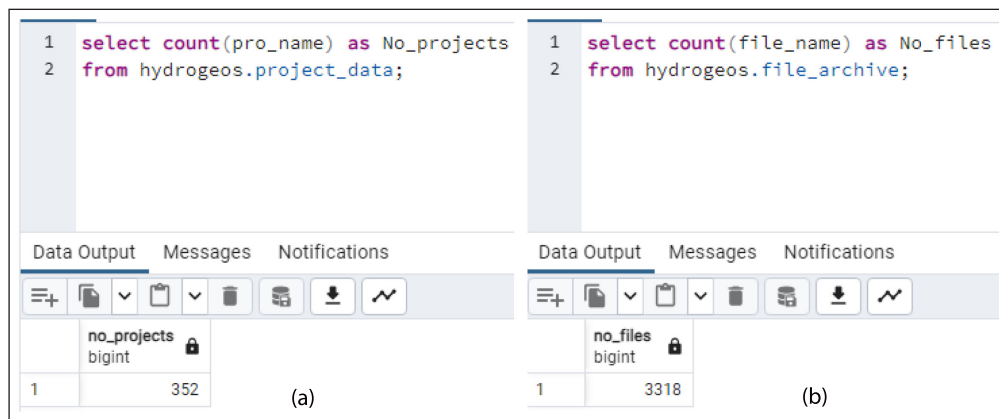 1 select count(pro_name) as No_projects
2 from hydrogeos.project_data;
Data Output Messages Notifications
no_projects
bigint
1 352
(a)
1 select count(file_name) as No_files
2 from hydrogeos.file_archive;
Data Output Messages Notifications
no_files
bigint
1 3318
(b)